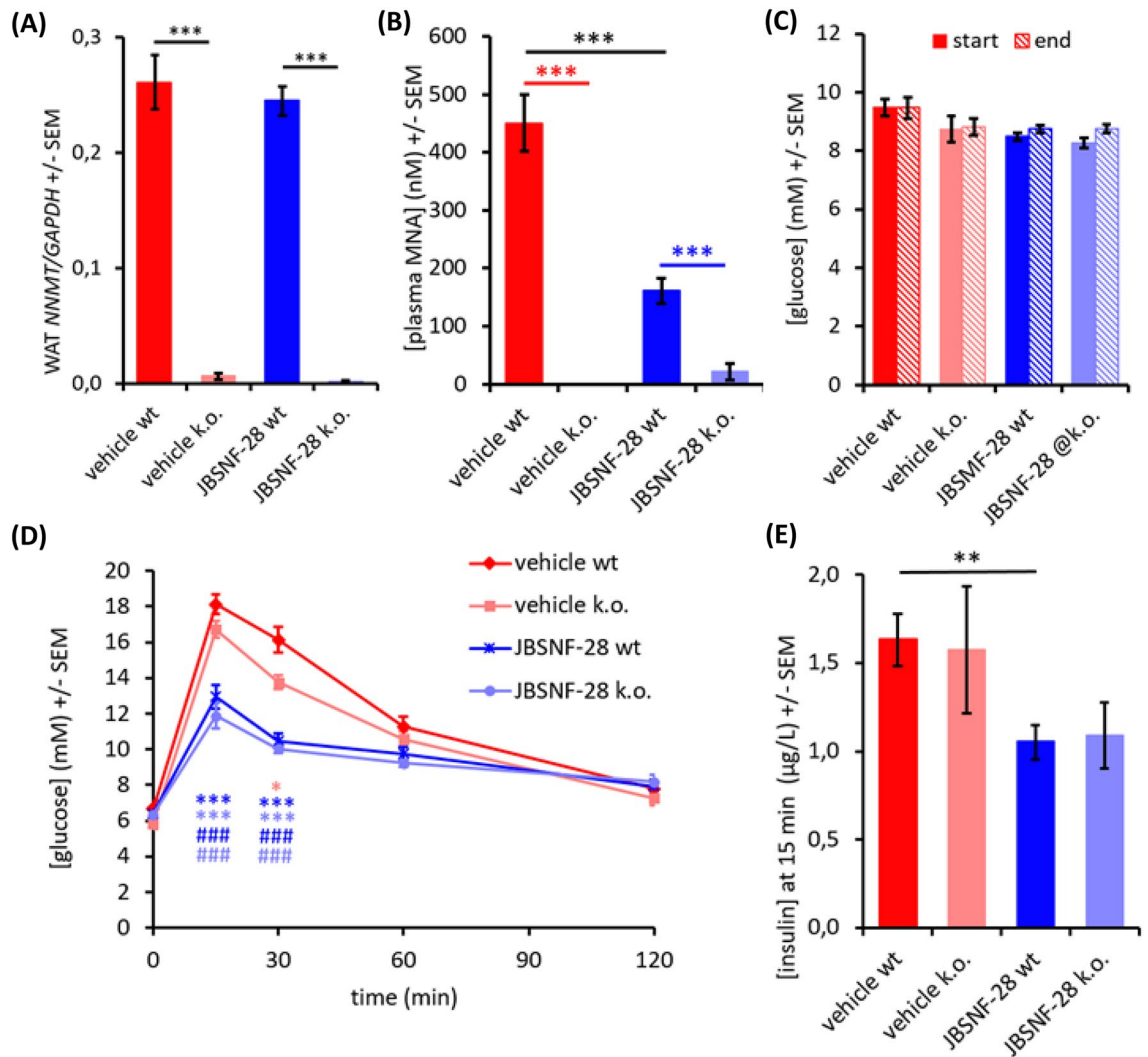 (A)
WAT NNMT/GAPDH +/- SEM
0,3
0,2
0,1
0,0
***
***
vehicle wt
vehicle k.o.
JBSNF-28 wt
JBSNF-28 k.o.
(B)
[plasma MNA] (nM) +/- SEM
600
500
400
300
200
100
0
***
***
***
vehicle wt
vehicle k.o.
JBSNF-28 wt
JBSNF-28 k.o.
(C)
[glucose] (mM) +/- SEM
12
10
8
6
4
2
0
start end
vehicle wt
vehicle k.o.
JBSMF-28 wt
JBSNF-28 @k.o.
(D)
[glucose] (mM) +/- SEM
20
18
16
14
12
10
8
6
4
2
0
vehicle wt
vehicle k.o.
JBSNF-28 wt
JBSNF-28 k.o.
*
*** ***
*** ***
### ###
### ###
0 30 60 90 120
time (min)
(E)
[insulin] at 15 min (µg/L) +/- SEM
2,0
1,5
1,0
0,5
0,0
**
vehicle wt
vehicle k.o.
JBSNF-28 wt
JBSNF-28 k.o.